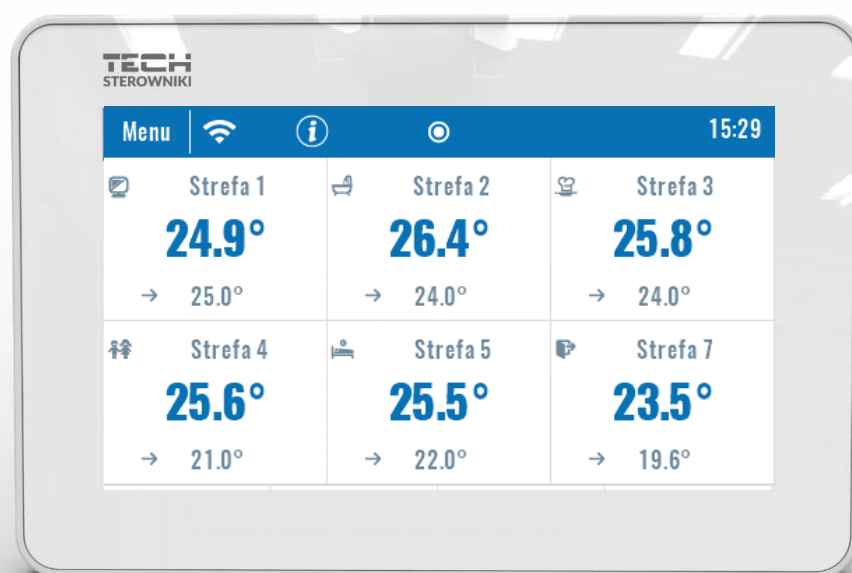 TECH
STEROWNIKI
Menu 15:29
Strefa 1 Strefa 2 Strefa 3
24.9° 26.4° 25.8°
→ 25.0° → 24.0° → 24.0°
Strefa 4 Strefa 5 Strefa 7
25.6° 25.5° 23.5°
→ 21.0° → 22.0° → 19.6°